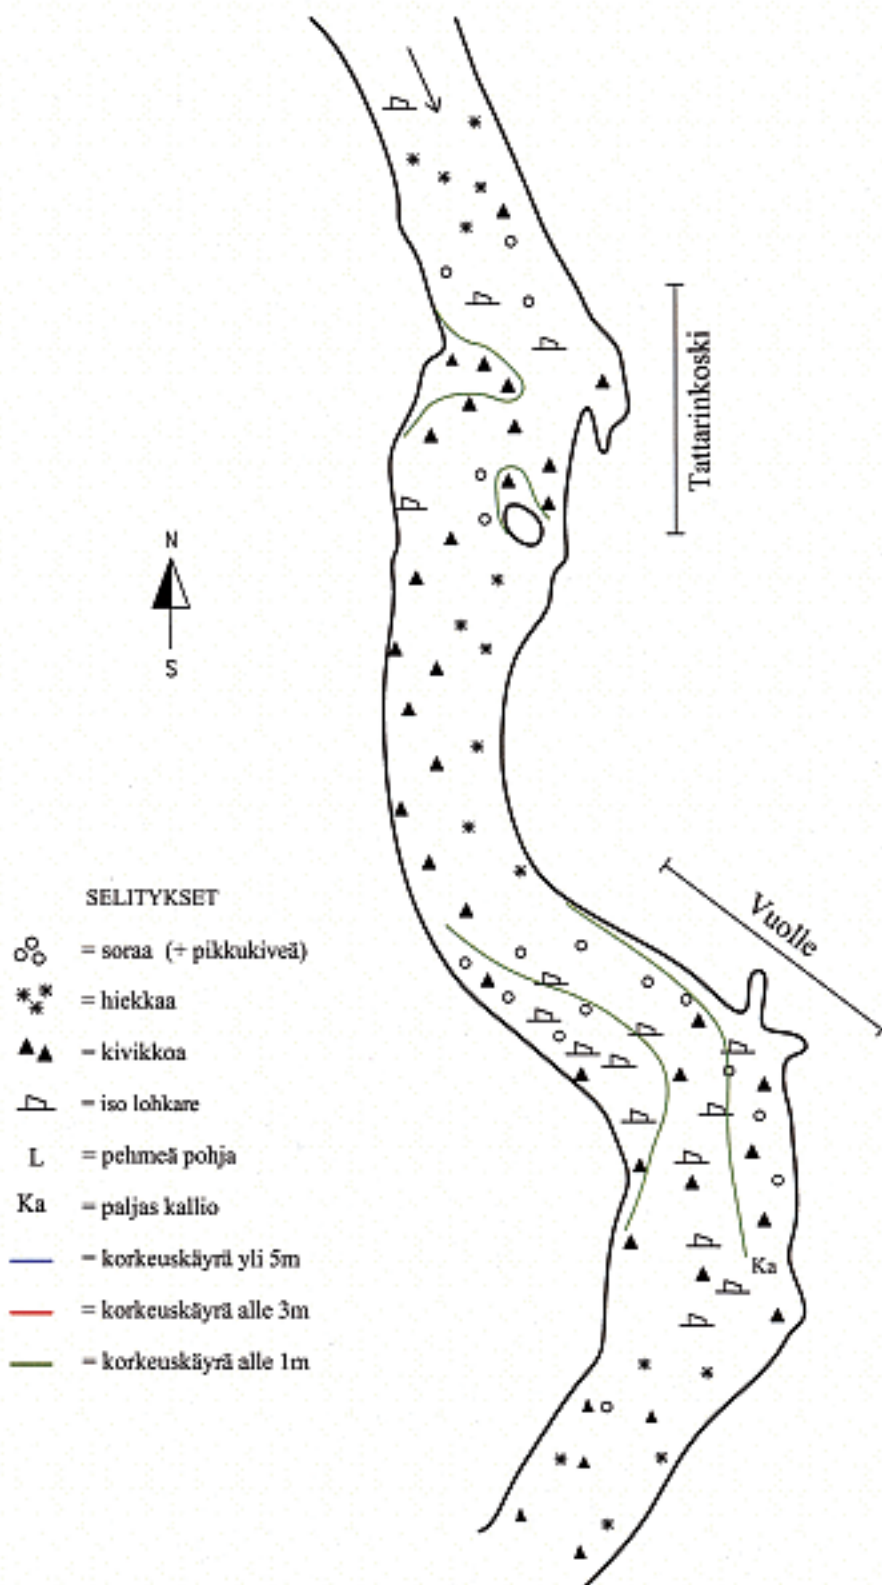 Tattarinkoski
N
S
Vuolle
SELITYKSET
= soraa (+ pikkukiveä)
= hiekkaa
= kivikkoa
= iso lohkare
L = pehmeä pohja
Ka = paljas kallio
= korkeuskäyrä yli 5m
= korkeuskäyrä alle 3m
= korkeuskäyrä alle 1m
Ka